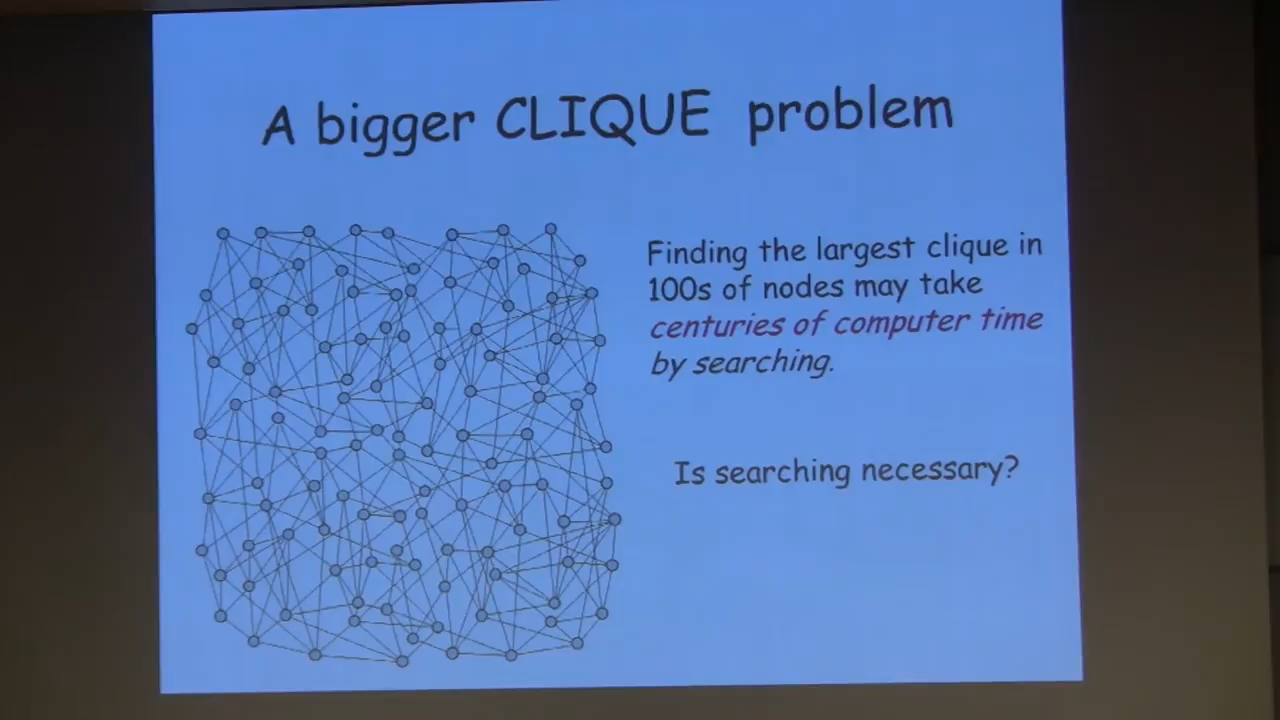 A bigger CLIQUE problem
Finding the largest clique in
100s of nodes may take
centuries of computer time
by searching.
Is searching necessary?